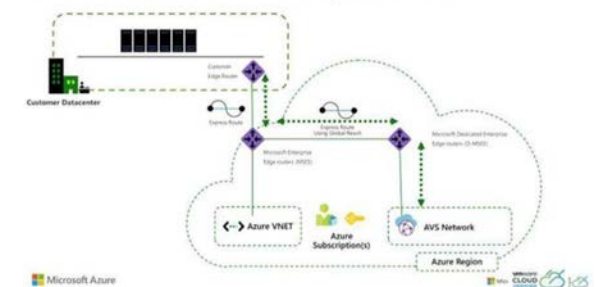 Customer
Edge Router
Customer Datacenter
Express Route
Express Route
Using Global Reach
Microsoft Enterprise
Edge routers (MSEE)
Microsoft Dedicated Enterprise
Edge routers (D-MSEE)
Azure VNET
Azure
Subscription(s)
AVS Network
Azure Region
Microsoft Azure
vmware
CLOUD